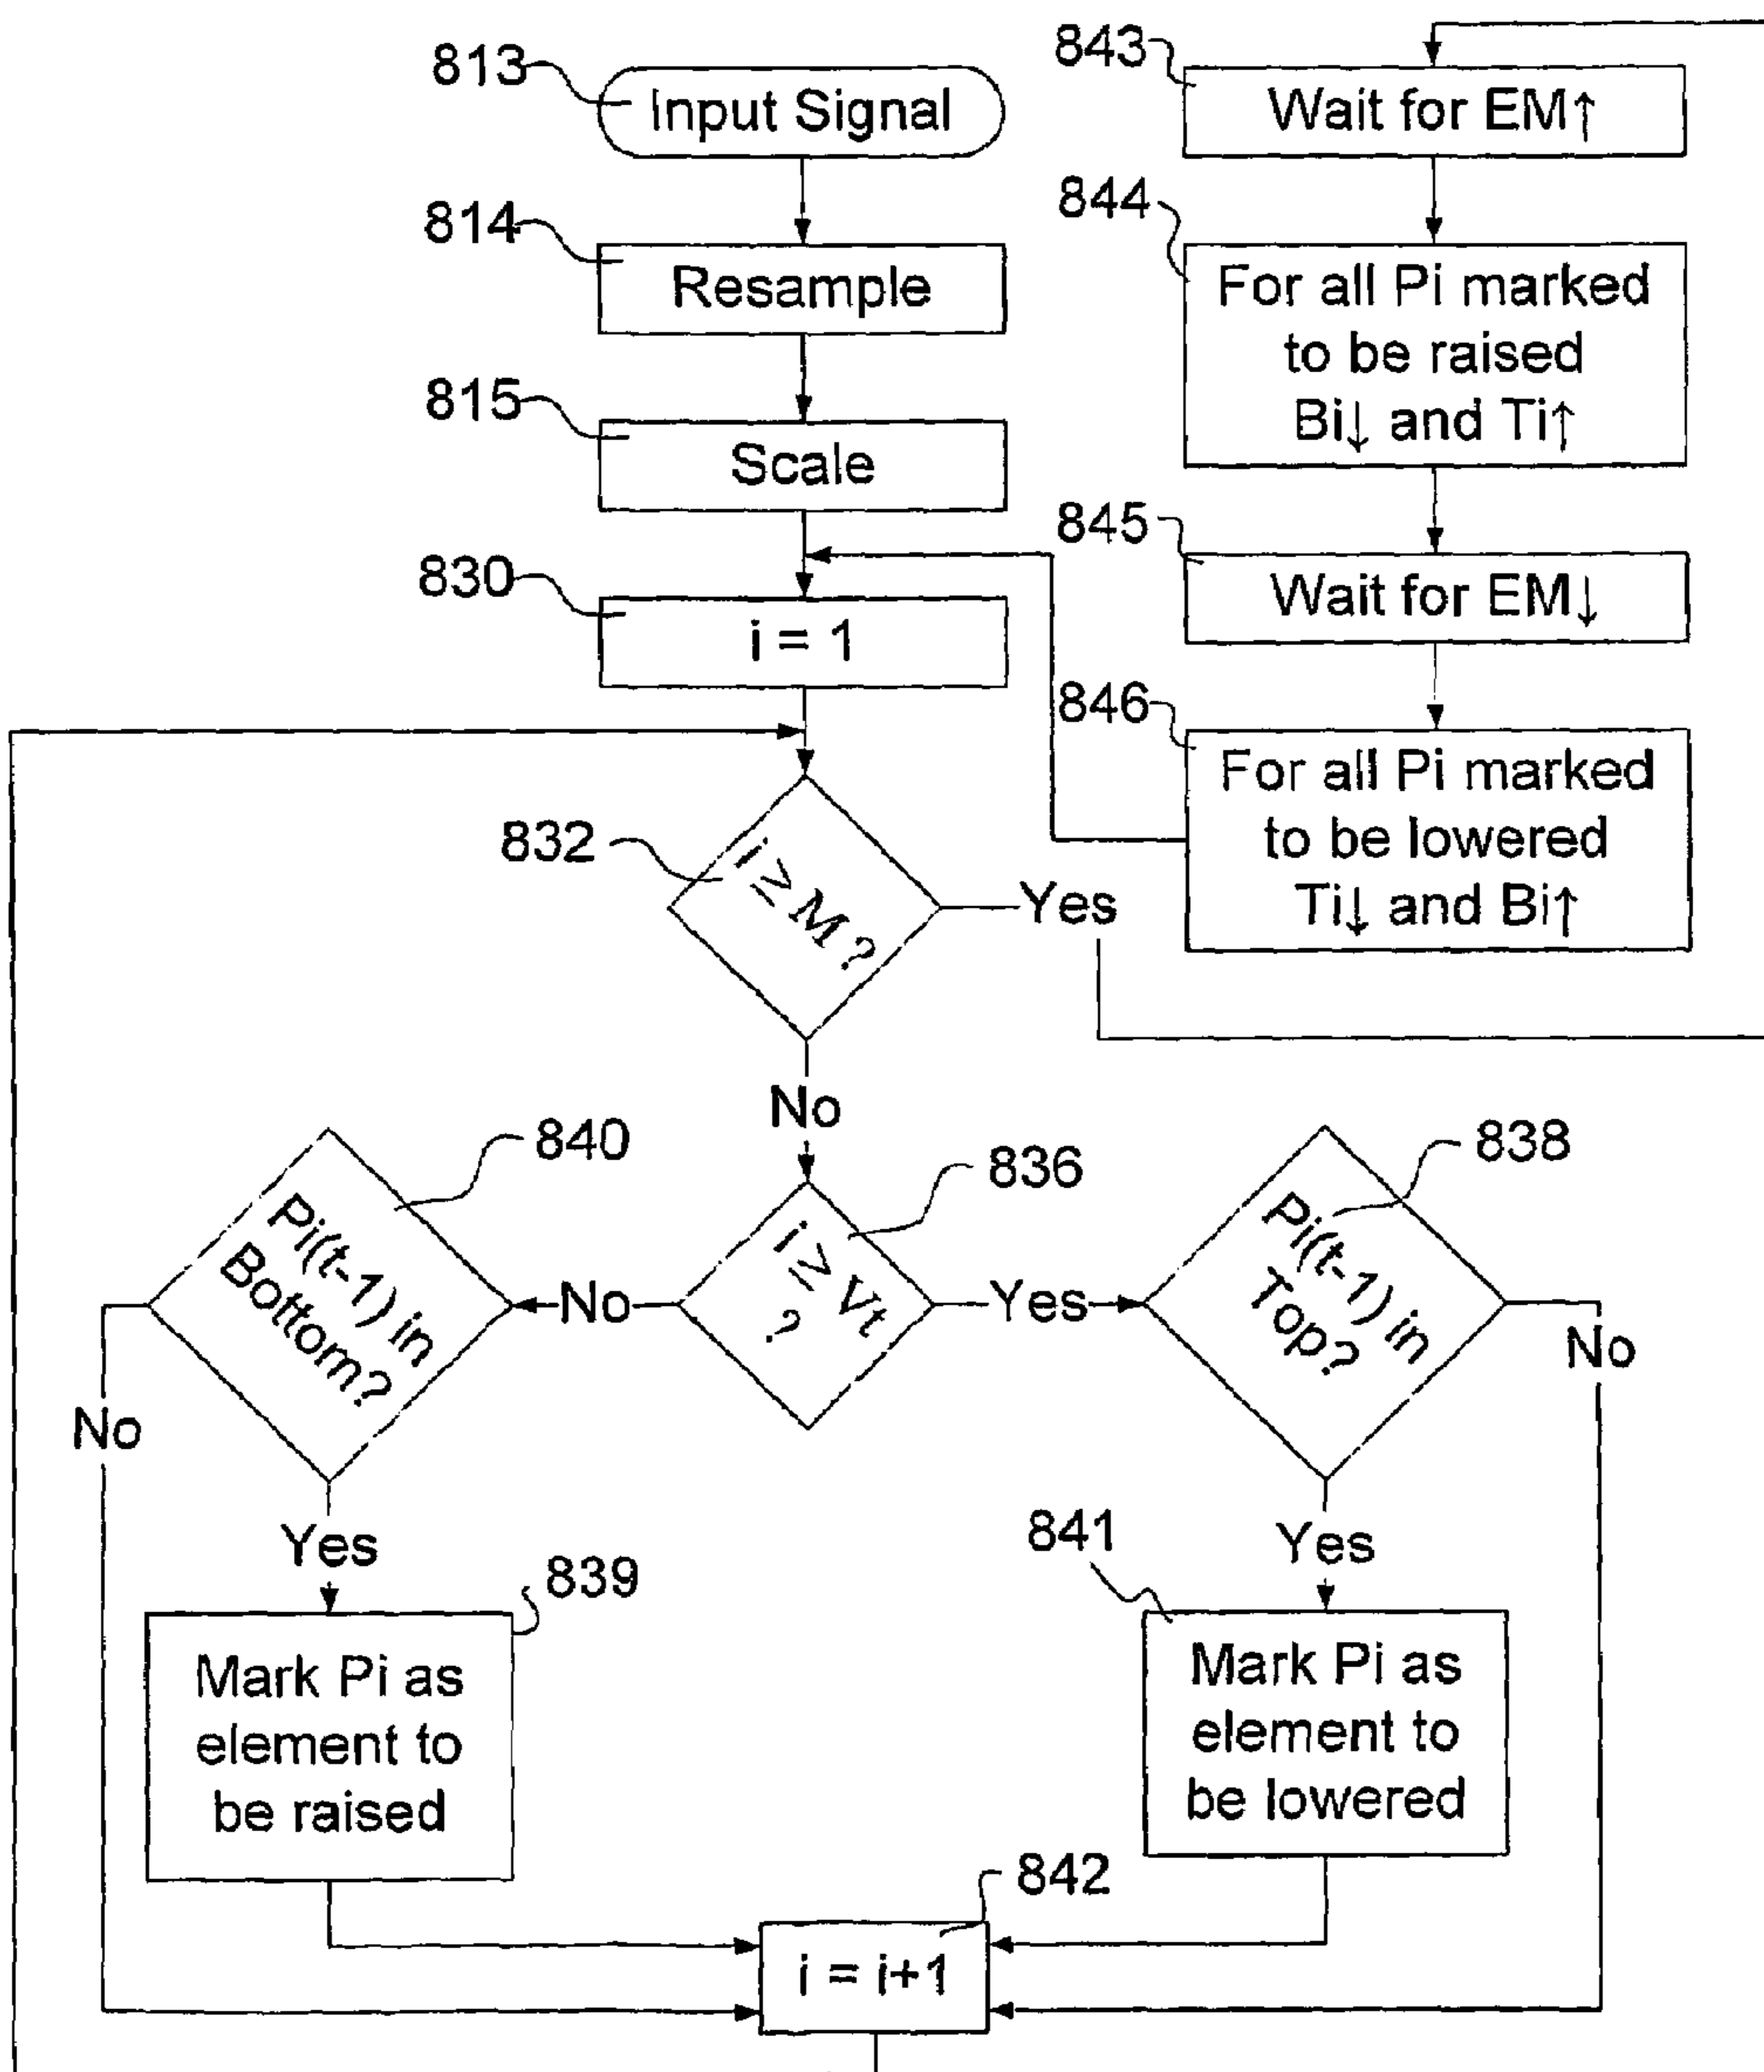 813
Input Signal
814
Resample
815
Scale
830
i = 1
832
i ≥ M ?
Yes
No
836
i ≥ Vt
?
No
Yes
840
Pi(t-1) in
Bottom?
No
Yes
839
Mark Pi as
element to
be raised
838
Pi(t-1) in
Top?
No
Yes
841
Mark Pi as
element to
be lowered
842
i = i+1
843
Wait for EM↑
844
For all Pi marked
to be raised
Bi↓ and Ti↑
845
Wait for EM↓
846
For all Pi marked
to be lowered
Ti↓ and Bi↑